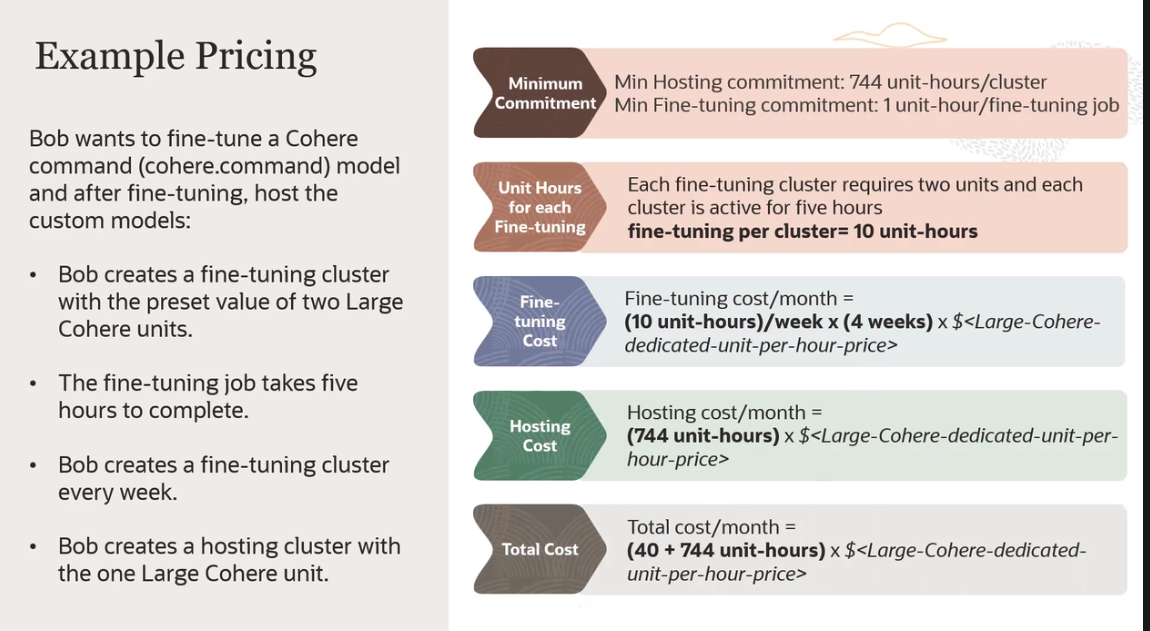 Example Pricing
Bob wants to fine-tune a Cohere
command (cohere.command) model
and after fine-tuning, host the
custom models:
• Bob creates a fine-tuning cluster
with the preset value of two Large
Cohere units.
• The fine-tuning job takes five
hours to complete.
• Bob creates a fine-tuning cluster
every week.
• Bob creates a hosting cluster with
the one Large Cohere unit.
Minimum
Commitment
Min Hosting commitment: 744 unit-hours/cluster
Min Fine-tuning commitment: 1 unit-hour/fine-tuning job
Unit Hours
for each
Fine-tuning
Each fine-tuning cluster requires two units and each
cluster is active for five hours
fine-tuning per cluster= 10 unit-hours
Fine-
tuning
Cost
Fine-tuning cost/month =
(10 unit-hours)/week x (4 weeks) x $<Large-Cohere-
dedicated-unit-per-hour-price>
Hosting
Cost
Hosting cost/month =
(744 unit-hours) x $<Large-Cohere-dedicated-unit-per-
hour-price>
Total Cost
Total cost/month =
(40 + 744 unit-hours) x $<Large-Cohere-dedicated-
unit-per-hour-price>